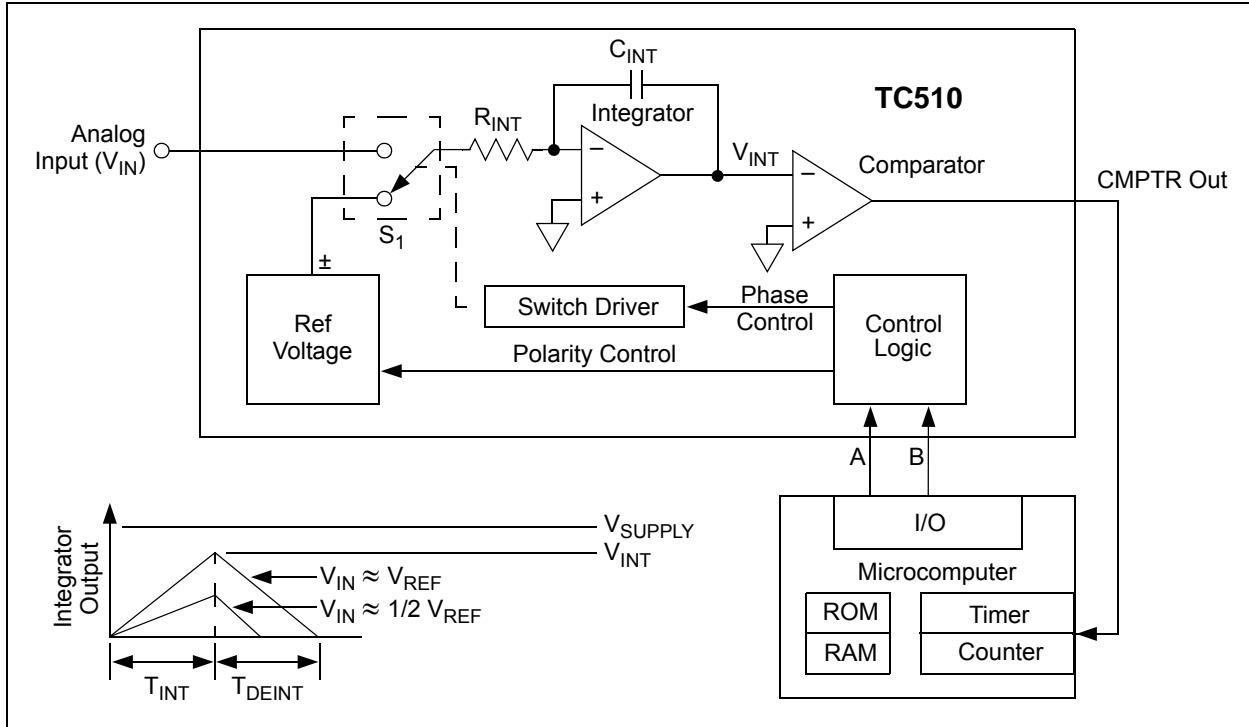 C_INT
TC510
R_INT
Integrator
Analog
Input (V_IN)
−
+
V_INT
−
+
Comparator
CMPTR Out
S_1
±
Ref
Voltage
Switch Driver
Phase
Control
Control
Logic
Polarity Control
A
B
I/O
Microcomputer
ROM
RAM
Timer
Counter
Integrator
Output
V_SUPPLY
V_INT
V_IN ≈ V_REF
V_IN ≈ 1/2 V_REF
T_INT
T_DEINT